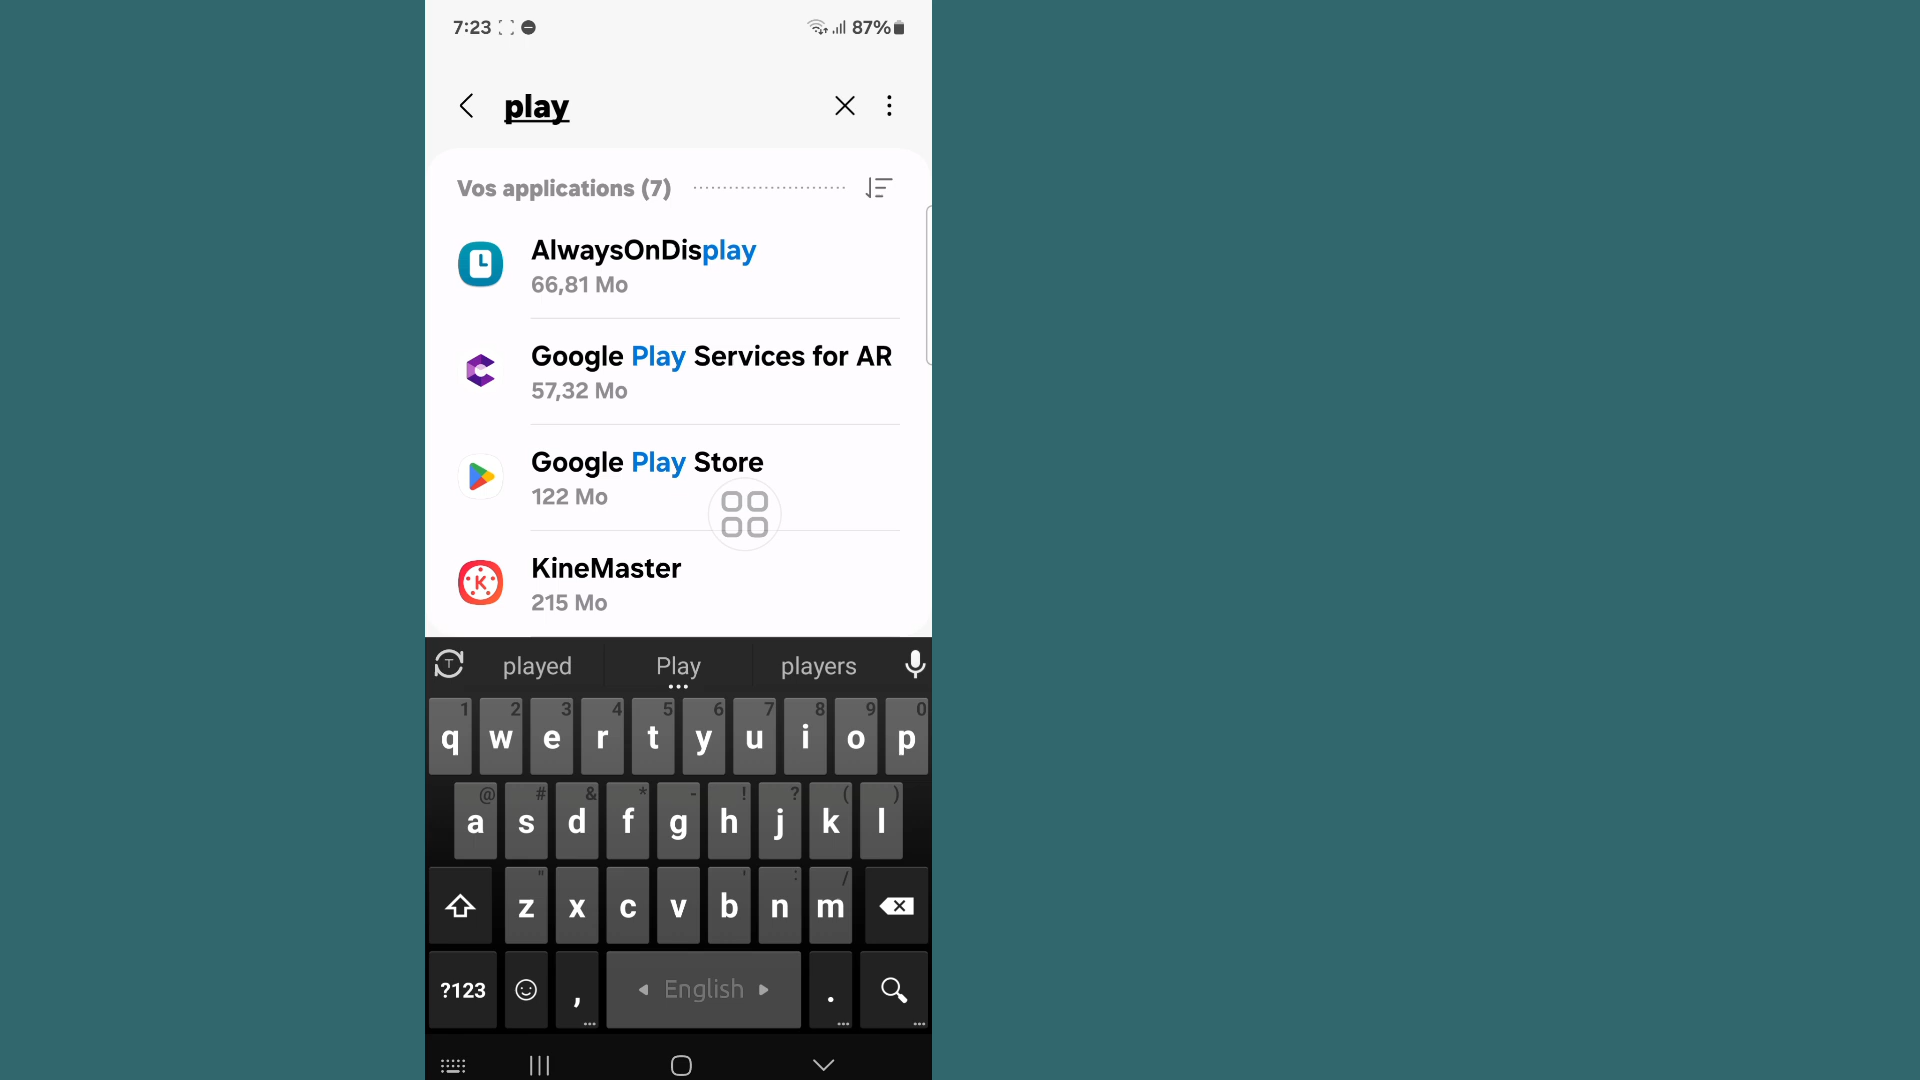 7:23 87%
play
Vos applications (7)
AlwaysOnDisplay
66,81 Mo
Google Play Services for AR
57,32 Mo
Google Play Store
122 Mo
KineMaster
215 Mo
T played Play players
1 2 3 4 5 6 7 8 9 0
q w e r t y u i o p
@ # & * - ! ? ( )
a s d f g h j k l
" ' : /
z x c v b n m
?123 , English .